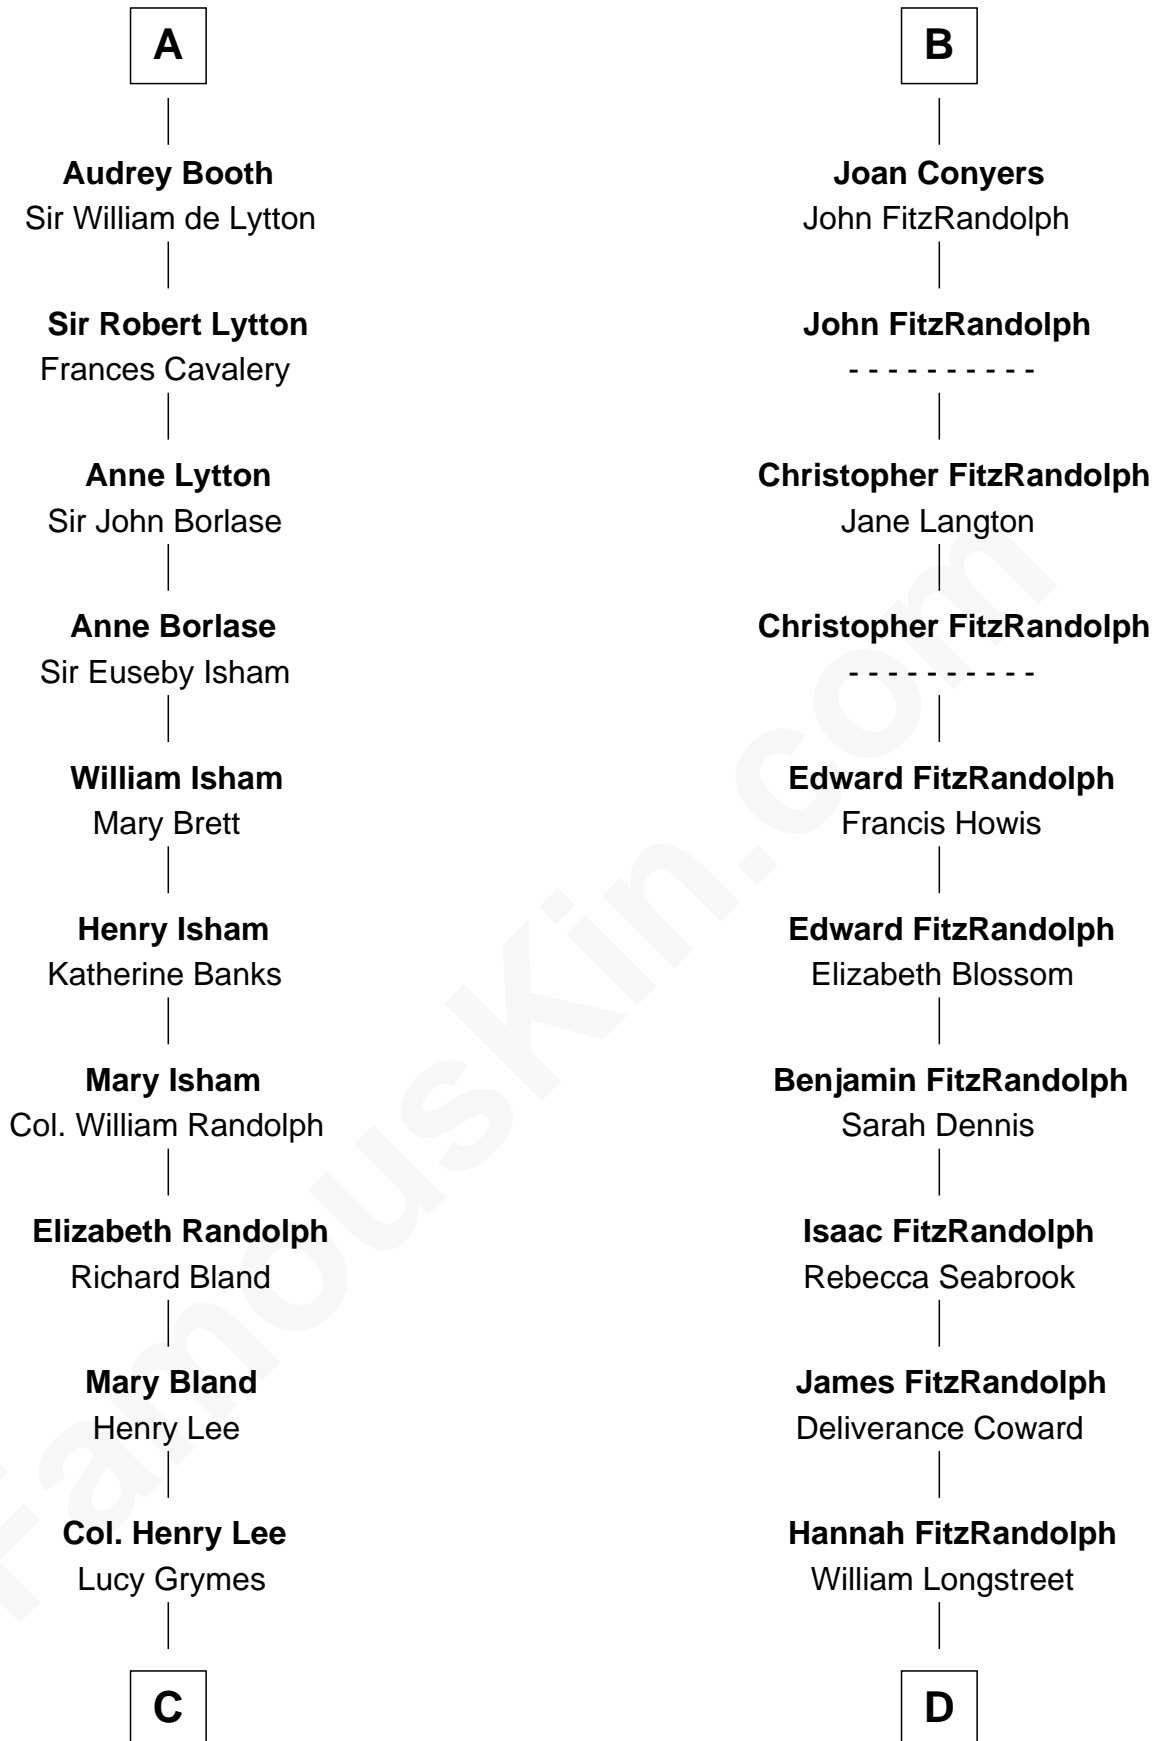 A
Audrey Booth
Sir William de Lytton
Sir Robert Lytton
Frances Cavalery
Anne Lytton
Sir John Borlase
Anne Borlase
Sir Euseby Isham
William Isham
Mary Brett
Henry Isham
Katherine Banks
Mary Isham
Col. William Randolph
Elizabeth Randolph
Richard Bland
Mary Bland
Henry Lee
Col. Henry Lee
Lucy Grymes
C
B
Joan Conyers
John FitzRandolph
John FitzRandolph
- - - - - - - - - -
Christopher FitzRandolph
Jane Langton
Christopher FitzRandolph
- - - - - - - - - -
Edward FitzRandolph
Francis Howis
Edward FitzRandolph
Elizabeth Blossom
Benjamin FitzRandolph
Sarah Dennis
Isaac FitzRandolph
Rebecca Seabrook
James FitzRandolph
Deliverance Coward
Hannah FitzRandolph
William Longstreet
D
FamousKin.com